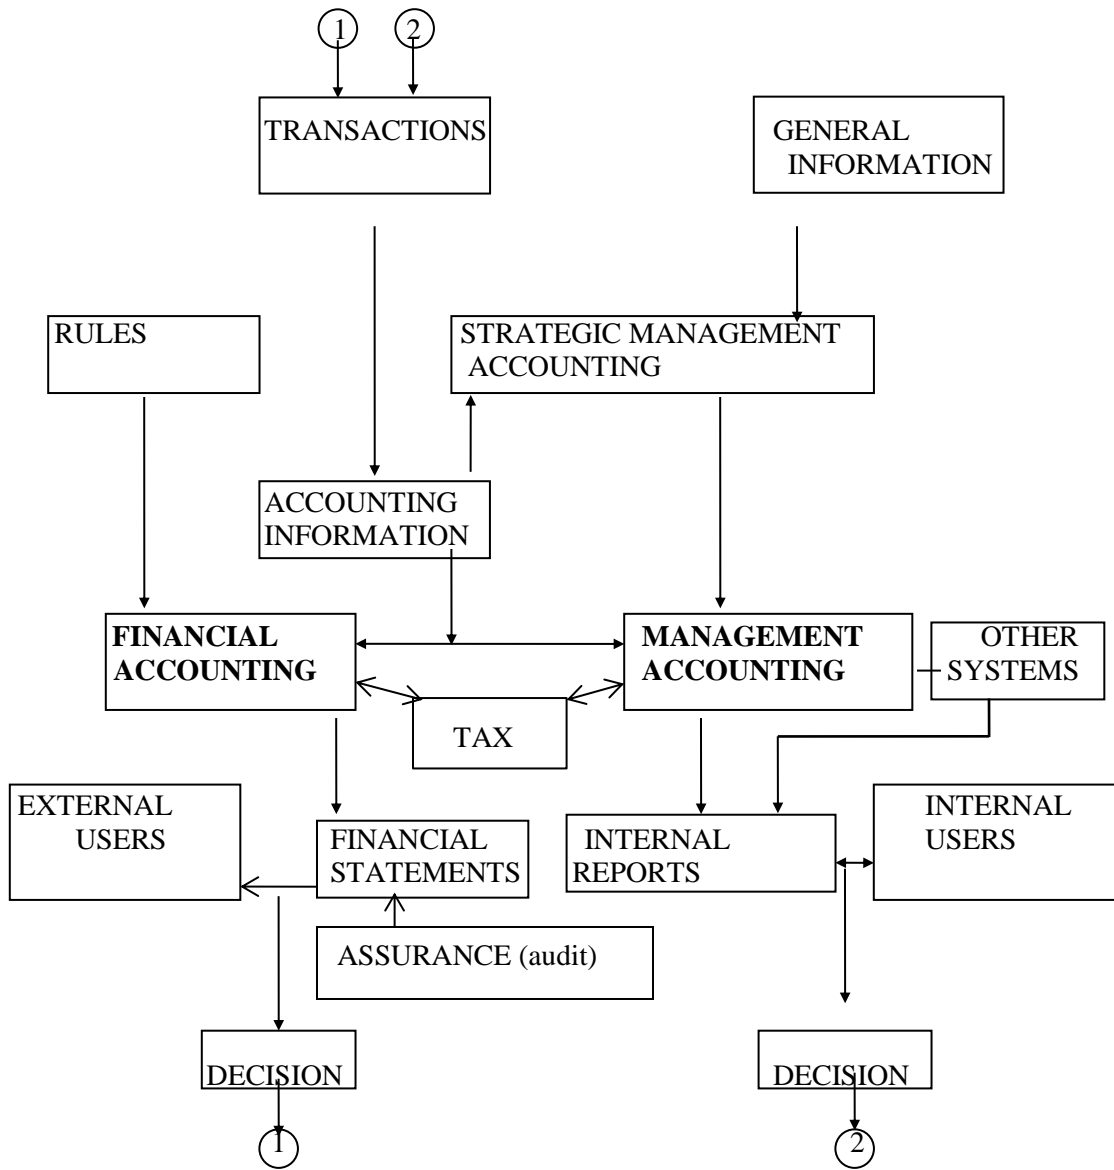 1
2
TRANSACTIONS
GENERAL
INFORMATION
RULES
STRATEGIC MANAGEMENT
ACCOUNTING
ACCOUNTING
INFORMATION
FINANCIAL
ACCOUNTING
MANAGEMENT
ACCOUNTING
OTHER
SYSTEMS
TAX
EXTERNAL
USERS
FINANCIAL
STATEMENTS
INTERNAL
REPORTS
INTERNAL
USERS
ASSURANCE (audit)
DECISION
DECISION
1
2